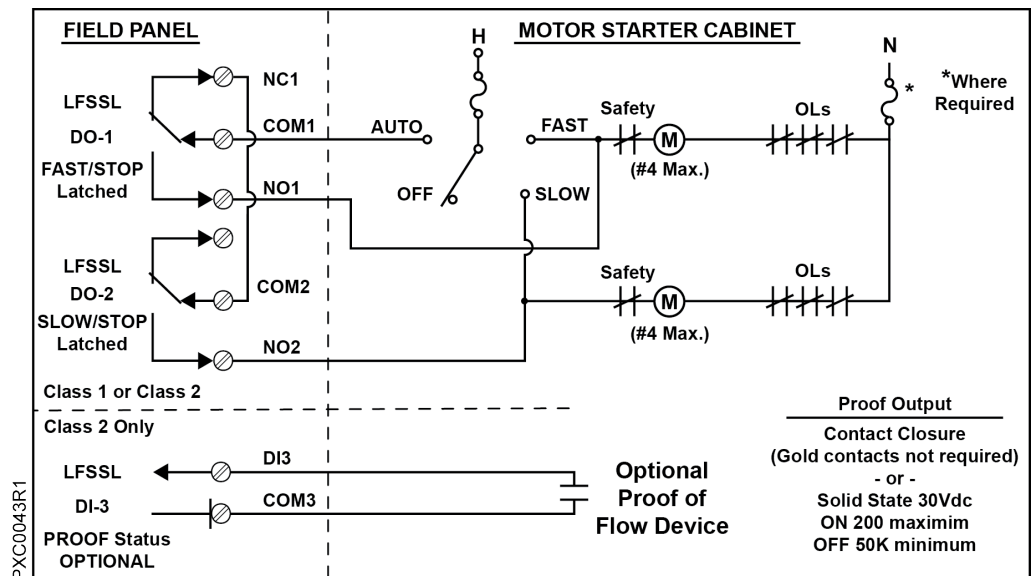 FIELD PANEL
MOTOR STARTER CABINET
H
N
*
*Where
Required
LFSSL
DO-1
NC1
COM1
AUTO
FAST
Safety
M
(#4 Max.)
OLs
FAST/STOP
Latched
NO1
OFF
SLOW
LFSSL
DO-2
COM2
Safety
M
(#4 Max.)
OLs
SLOW/STOP
Latched
NO2
Class 1 or Class 2
Class 2 Only
LFSSL
DI-3
DI3
COM3
PROOF Status
OPTIONAL
Optional
Proof of
Flow Device
Proof Output
Contact Closure
(Gold contacts not required)
- or -
Solid State 30Vdc
ON 200 maximim
OFF 50K minimum
PXC0043R1